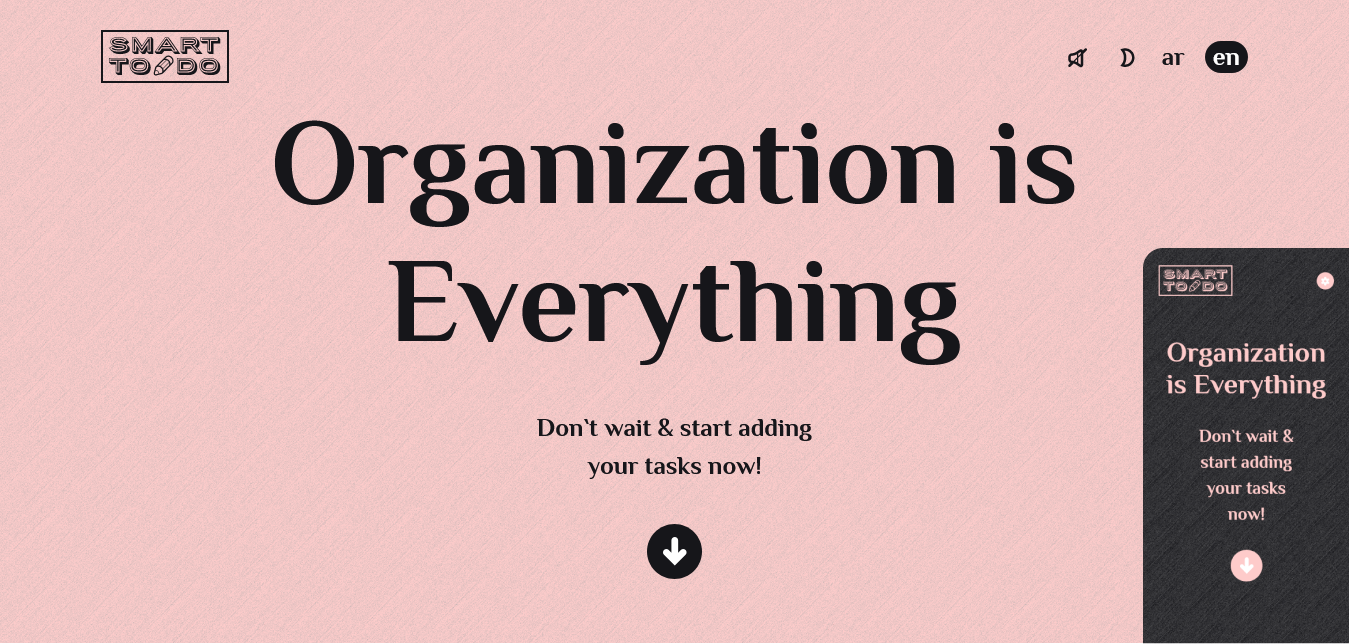 SMART
TO DO
ar
en
Organization is
Everything
Don`t wait & start adding
your tasks now!
SMART
TO DO
Organization
is Everything
Don`t wait &
start adding
your tasks
now!